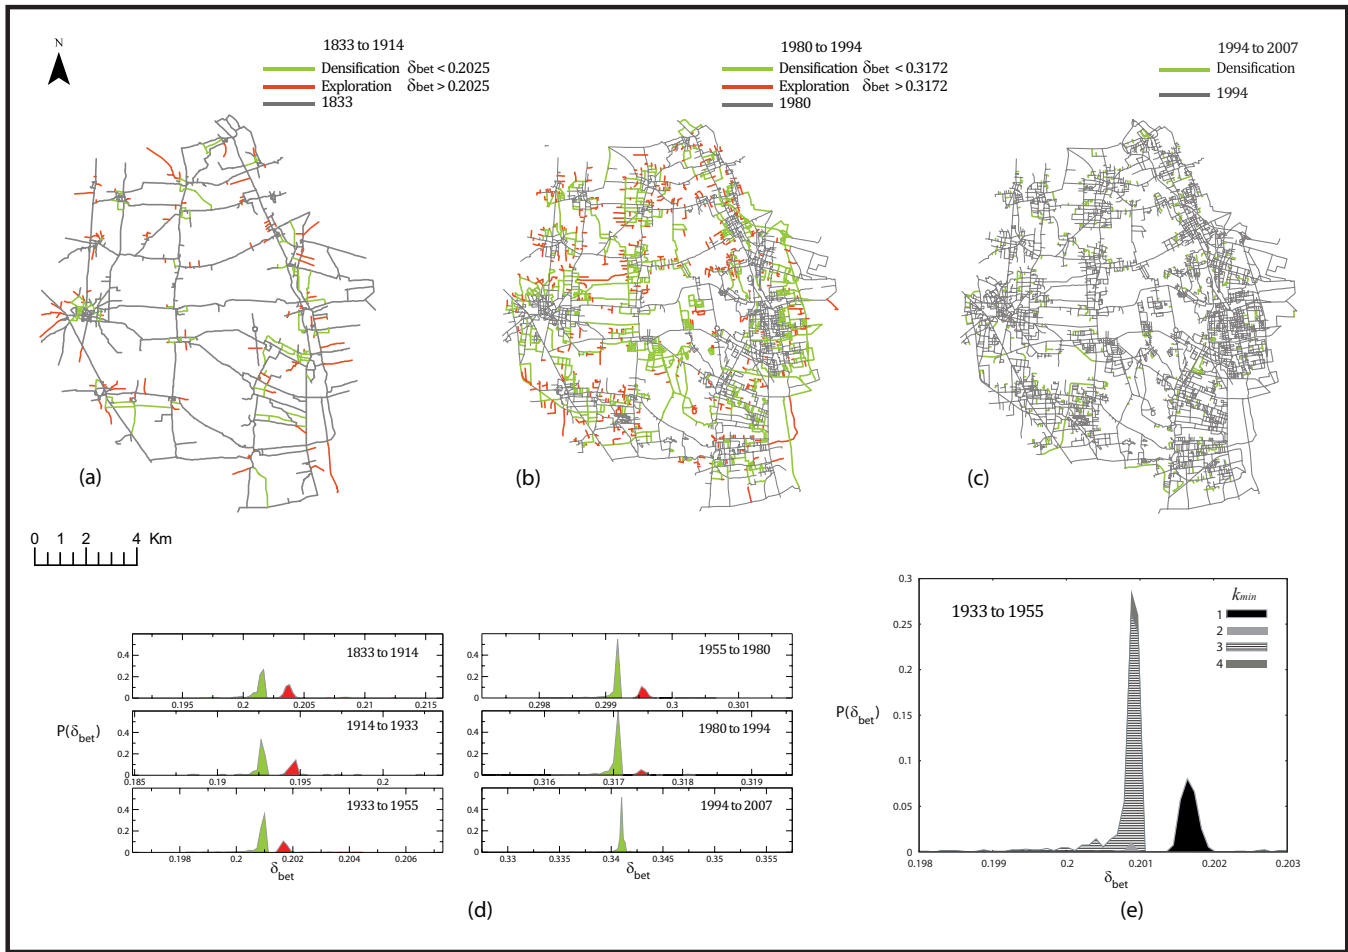 N
1833 to 1914
Densification δbet < 0.2025
Exploration δbet > 0.2025
1833
1980 to 1994
Densification δbet < 0.3172
Exploration δbet > 0.3172
1980
1994 to 2007
Densification
1994
(a)
(b)
(c)
0 1 2 4 Km
1833 to 1914
0.4
0.2
0
0.195 0.2 0.205 0.21 0.215
1914 to 1933
0.4
0.2
0
0.185 0.19 0.195 0.2
1933 to 1955
0.4
0.2
0
0.198 0.2 0.202 0.204 0.206
P(δbet)
δbet
1955 to 1980
0.4
0.2
0
0.298 0.299 0.3 0.301
1980 to 1994
0.4
0.2
0
0.316 0.317 0.318 0.319
1994 to 2007
0.4
0.2
0
0.33 0.335 0.34 0.345 0.35 0.355
δbet
(d)
1933 to 1955
kmin
1
2
3
4
0.3
0.25
0.2
0.15
0.1
0.05
0
P(δbet)
0.198 0.199 0.2 0.201 0.202 0.203
δbet
(e)